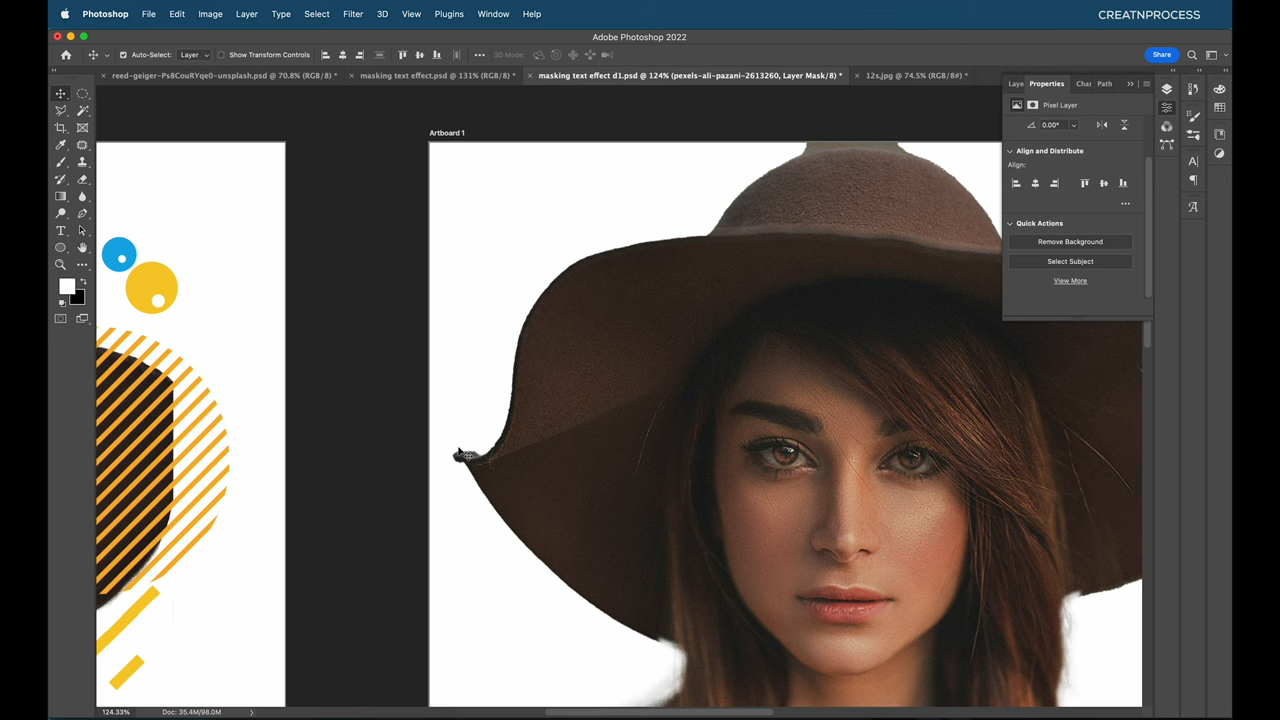 Photoshop File Edit Image Layer Type Select Filter 3D View Plugins Window Help CREATNPROCESS
Adobe Photoshop 2022
Auto-Select: Layer Show Transform Controls 3D Mode: Share
reed-geiger-Ps8CouRYqe0-unsplash.psd @ 70.8% (RGB/8) * masking text effect.psd @ 131% (RGB/8) * masking text effect d1.psd @ 124% (pexels-ali-pazani-2613260, Layer Mask/8) * 12s.jpg @ 74.5% (RGB/8#) *
Laye Properties Char Path
Pixel Layer
0.00°
Artboard 1
Align and Distribute
Align:
Quick Actions
Remove Background
Select Subject
View More
124.33% Doc: 35.4M/98.0M